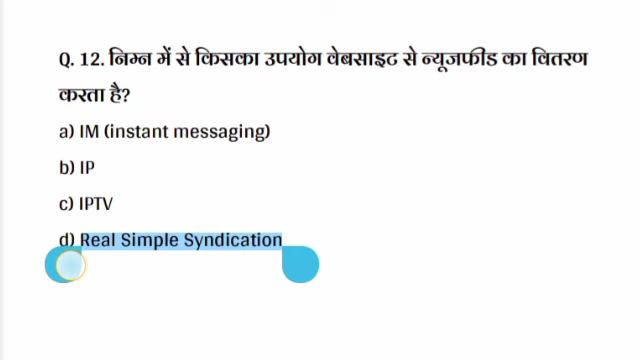 Q. 12. निम्न में से किसका उपयोग वेबसाइट से न्यूजफीड का वितरण
करता है?
a) IM (instant messaging)
b) IP
c) IPTV
d) Real Simple Syndication